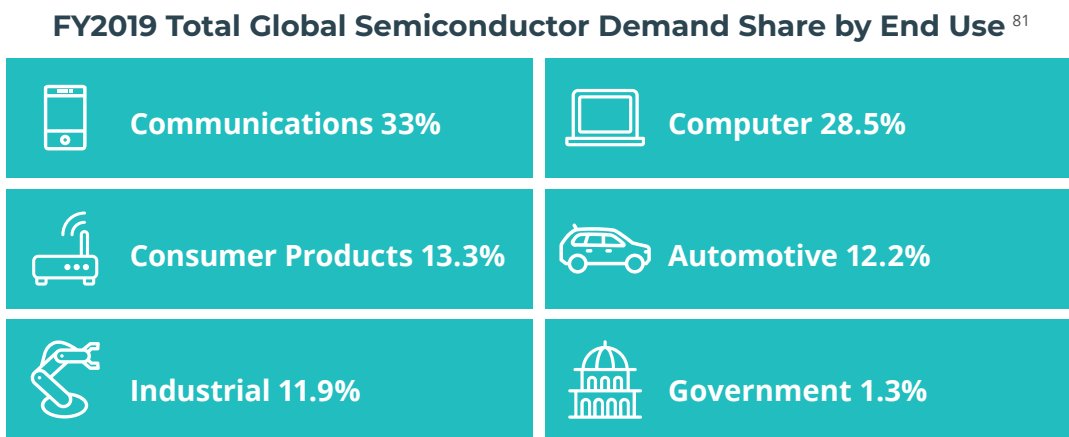 FY2019 Total Global Semiconductor Demand Share by End Use 81
Communications 33%
Computer 28.5%
Consumer Products 13.3%
Automotive 12.2%
Industrial 11.9%
Government 1.3%